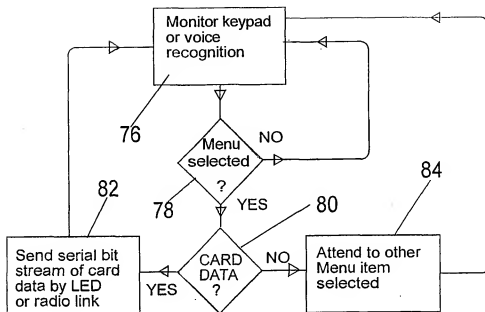 Monitor keypad
or voice
recognition
76
Menu
selected
?
NO
78
YES
80
82
84
CARD
DATA
?
NO
YES
Send serial bit
stream of card
data by LED
or radio link
Attend to other
Menu item
selected